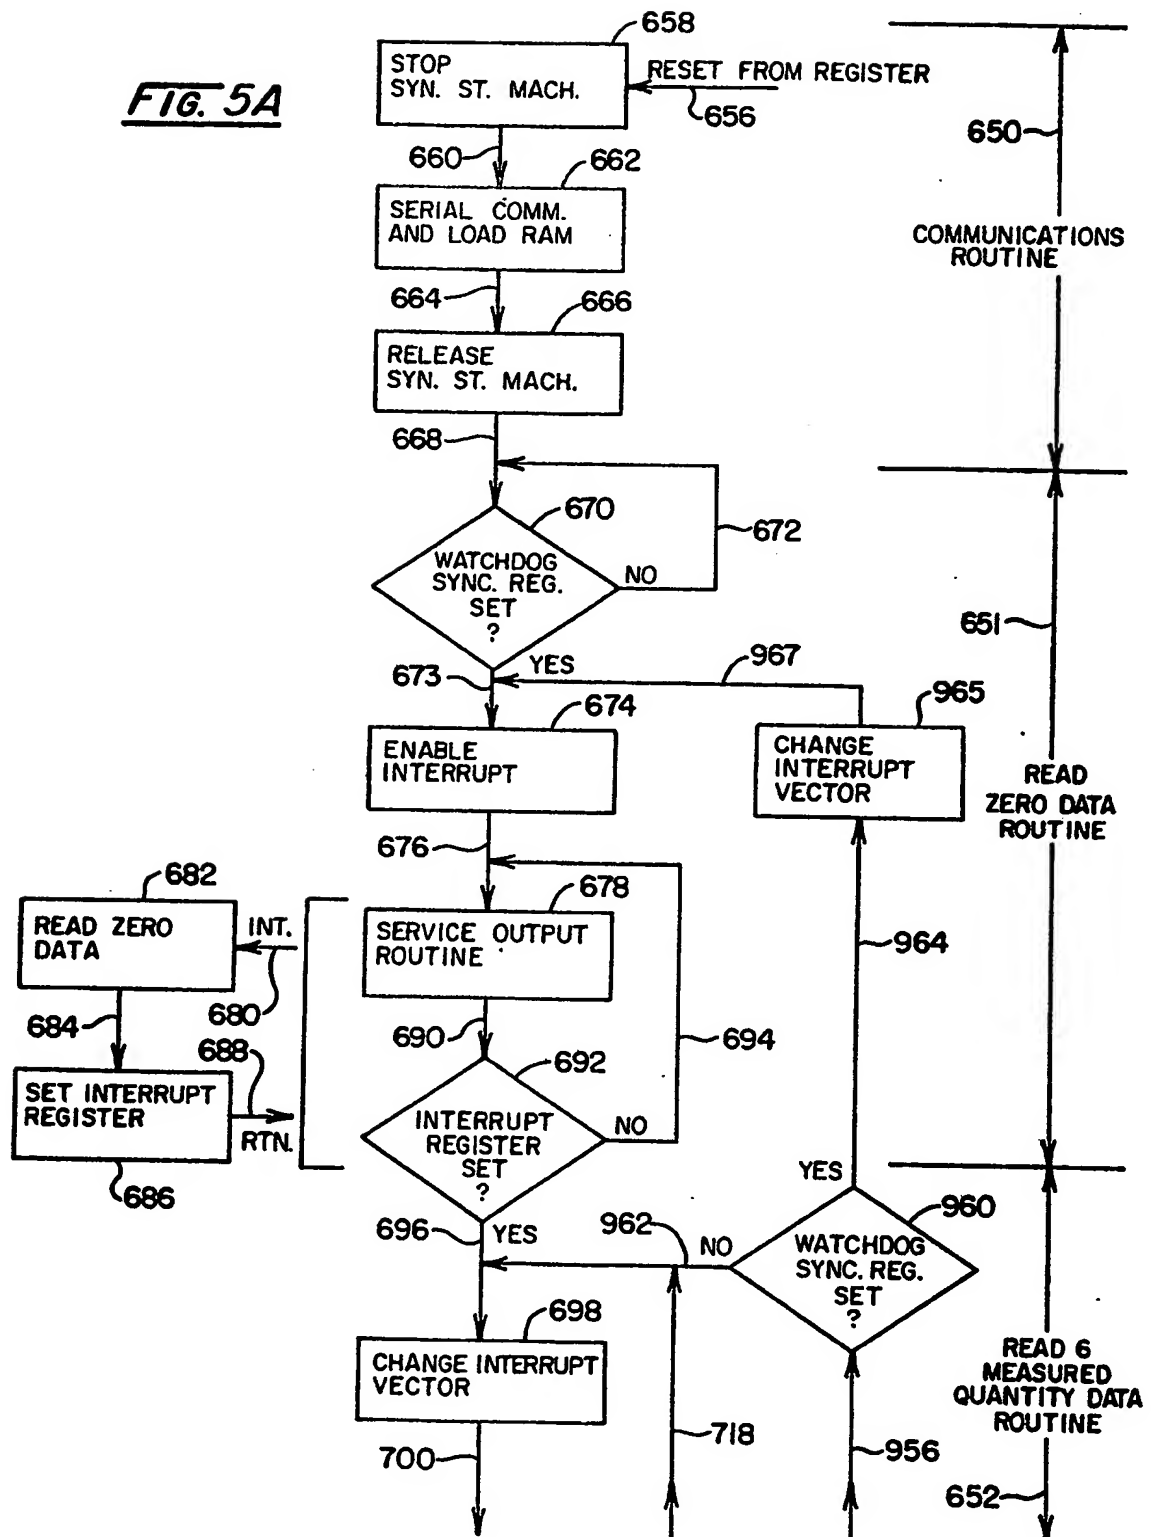 FIG. 5A
658
STOP
SYN. ST. MACH.
RESET FROM REGISTER
656
650
660
662
SERIAL COMM.
AND LOAD RAM
COMMUNICATIONS
ROUTINE
664
666
RELEASE
SYN. ST. MACH.
668
670
672
WATCHDOG
SYNC. REG.
SET
?
NO
651
YES
673
967
965
674
ENABLE
INTERRUPT
CHANGE
INTERRUPT
VECTOR
READ
ZERO DATA
ROUTINE
676
682
678
READ ZERO
DATA
INT.
SERVICE OUTPUT
ROUTINE
964
680
684
690
694
688
692
SET INTERRUPT
REGISTER
RTN.
INTERRUPT
REGISTER
SET
?
NO
686
YES
960
696
YES
962
NO
WATCHDOG
SYNC. REG.
SET
?
698
CHANGE INTERRUPT
VECTOR
READ 6
MEASURED
QUANTITY DATA
ROUTINE
700
718
956
652